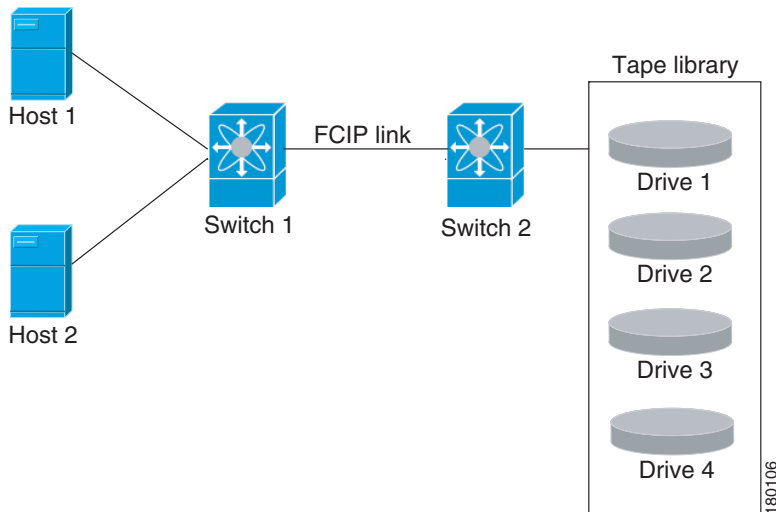 Host 1
Host 2
Switch 1
FCIP link
Switch 2
Tape library
Drive 1
Drive 2
Drive 3
Drive 4
180106